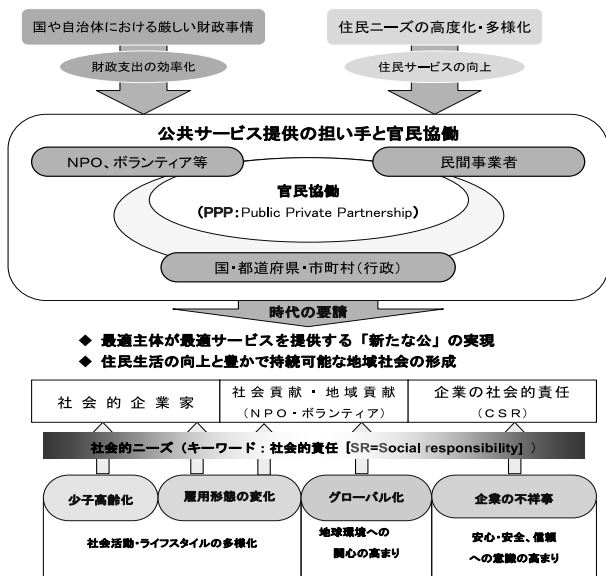 国や自治体における厳しい財政事情
住民ニーズの高度化・多様化
財政支出の効率化
住民サービスの向上
公共サービス提供の担い手と官民協働
NPO、ボランティア等
民間事業者
官民協働
(PPP:Public Private Partnership)
国・都道府県・市町村(行政)
時代の要請
◆ 最適主体が最適サービスを提供する「新たな公」の実現
◆ 住民生活の向上と豊かで持続可能な地域社会の形成
社会的企業家
社会貢献・地域貢献
(NPO・ボランティア)
企業の社会的責任
(CSR)
社会的ニーズ(キーワード:社会的責任 [SR=Social responsibility] )
少子高齢化
雇用形態の変化
グローバル化
企業の不祥事
社会活動・ライフスタイルの多様化
地球環境への
関心の高まり
安心・安全、信頼
への意識の高まり